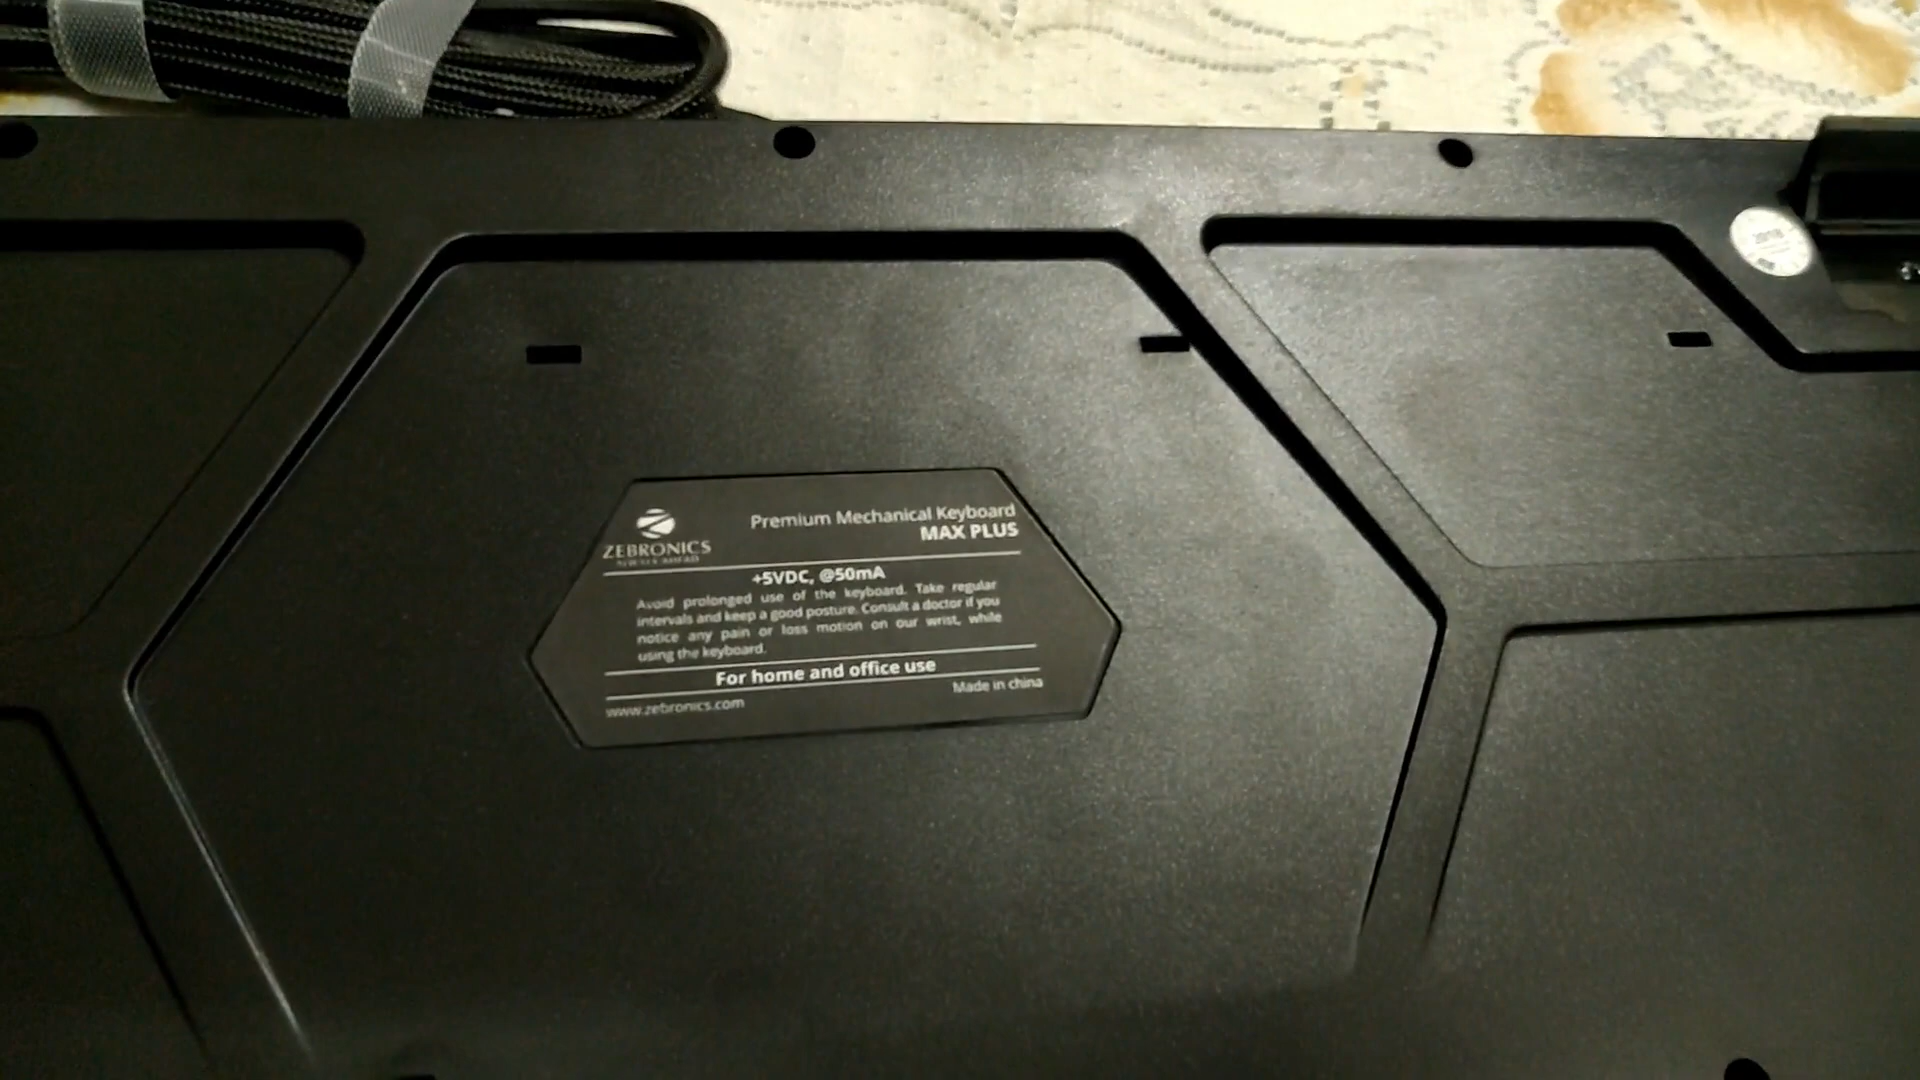 ZEBRONICS
Premium Mechanical Keyboard
MAX PLUS
+5VDC, @50mA
Avoid prolonged use of the keyboard. Take regular
intervals and keep a good posture. Consult a doctor if you
notice any pain or loss motion on our wrist, while
using the keyboard.
For home and office use
Made in china
www.zebronics.com
2018